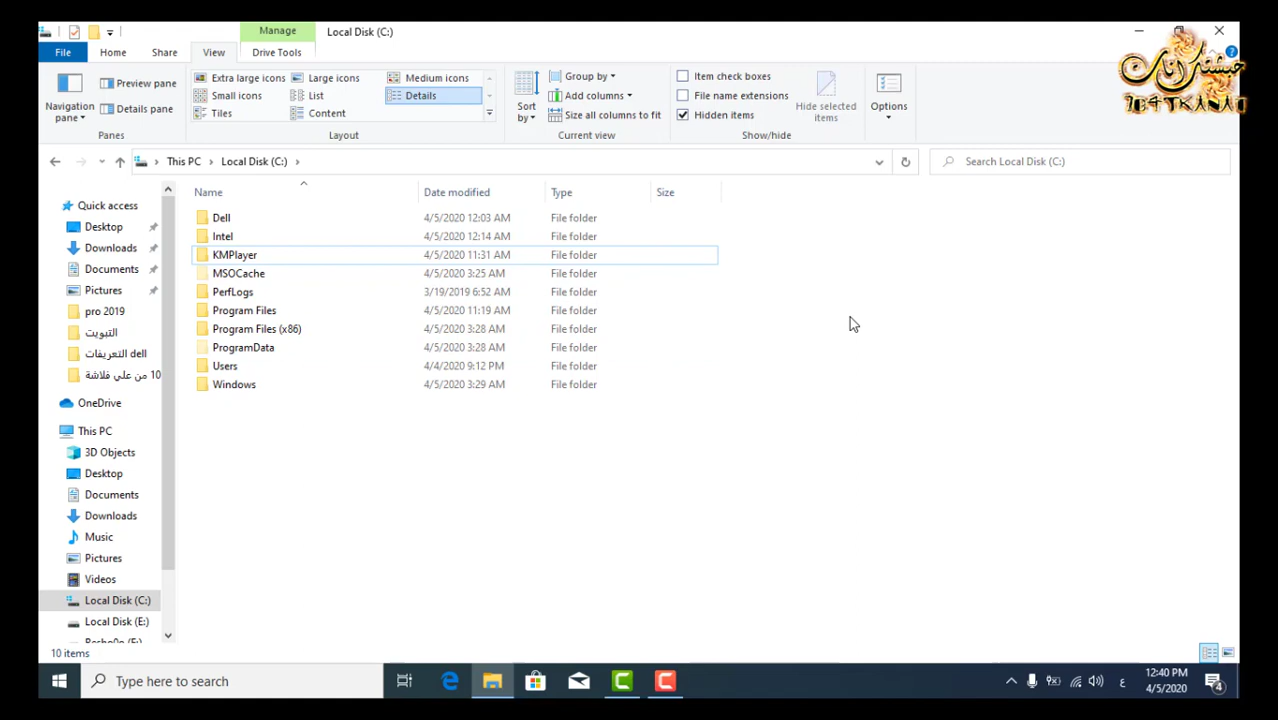 Manage
Local Disk (C:)
File
Home
Share
View
Drive Tools
Navigation pane
Preview pane
Details pane
Panes
Extra large icons
Large icons
Medium icons
Small icons
List
Details
Tiles
Content
Layout
Sort by
Group by
Add columns
Size all columns to fit
Current view
Item check boxes
File name extensions
Hidden items
Hide selected items
Show/hide
Options
7B4TKANAT
This PC > Local Disk (C:) >
Search Local Disk (C:)
Quick access
Desktop
Downloads
Documents
Pictures
pro 2019
التبويت
التعريفات dell
10 من علي فلاشة
OneDrive
This PC
3D Objects
Desktop
Documents
Downloads
Music
Pictures
Videos
Local Disk (C:)
Local Disk (E:)
Name Date modified Type Size
Dell 4/5/2020 12:03 AM File folder
Intel 4/5/2020 12:14 AM File folder
KMPlayer 4/5/2020 11:31 AM File folder
MSOCache 4/5/2020 3:25 AM File folder
PerfLogs 3/19/2019 6:52 AM File folder
Program Files 4/5/2020 11:19 AM File folder
Program Files (x86) 4/5/2020 3:28 AM File folder
ProgramData 4/5/2020 3:28 AM File folder
Users 4/4/2020 9:12 PM File folder
Windows 4/5/2020 3:29 AM File folder
10 items
Type here to search
ع
12:40 PM
4/5/2020
4